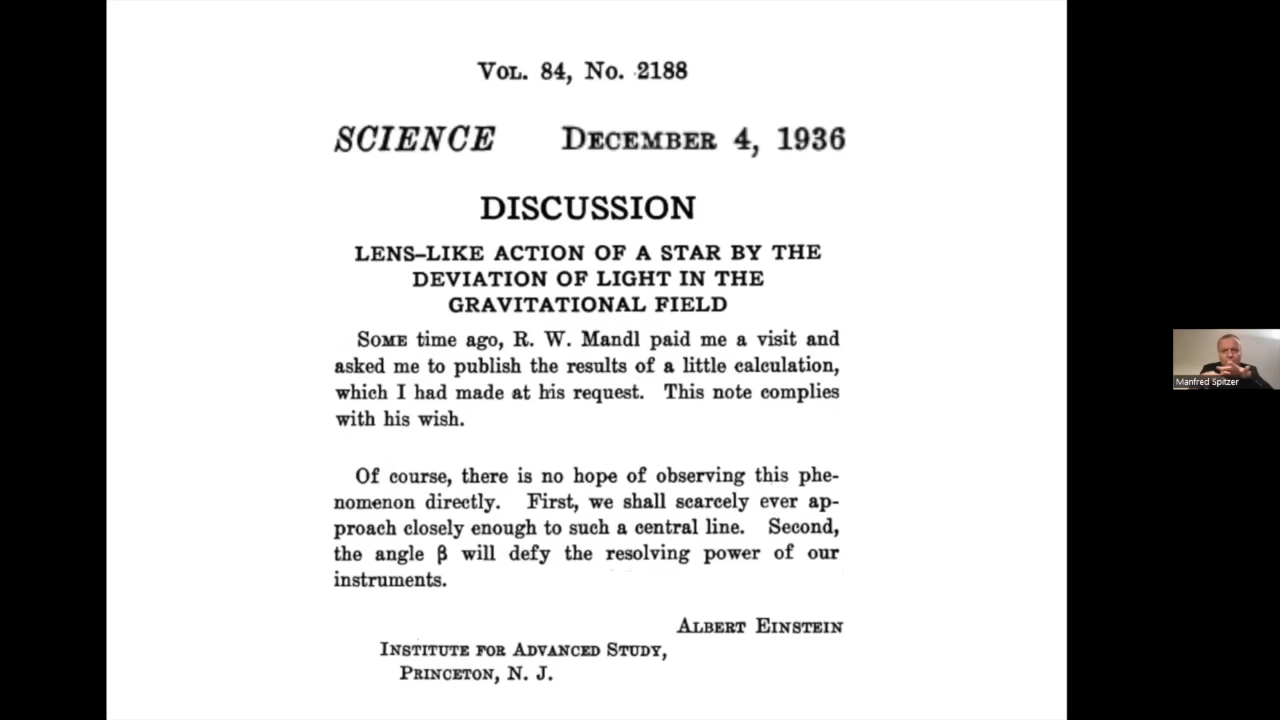 VOL. 84, NO. 2188
SCIENCE DECEMBER 4, 1936
DISCUSSION
LENS-LIKE ACTION OF A STAR BY THE
DEVIATION OF LIGHT IN THE
GRAVITATIONAL FIELD
SOME time ago, R. W. Mandl paid me a visit and
asked me to publish the results of a little calculation,
which I had made at his request. This note complies
with his wish.
Of course, there is no hope of observing this phe-
nomenon directly. First, we shall scarcely ever ap-
proach closely enough to such a central line. Second,
the angle β will defy the resolving power of our
instruments.
ALBERT EINSTEIN
INSTITUTE FOR ADVANCED STUDY,
PRINCETON, N. J.
Manfred Spitzer